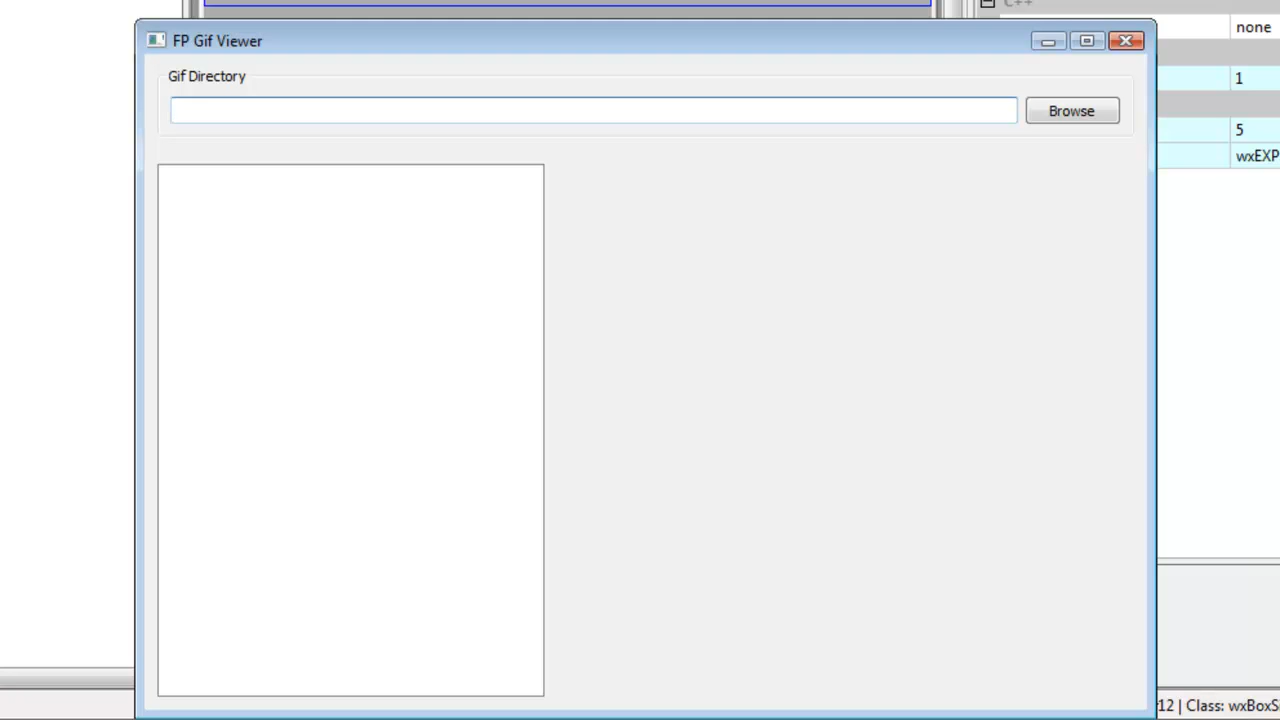 C++
FP Gif Viewer
none
Gif Directory
1
Browse
5
wxEXP
12 | Class: wxBoxS